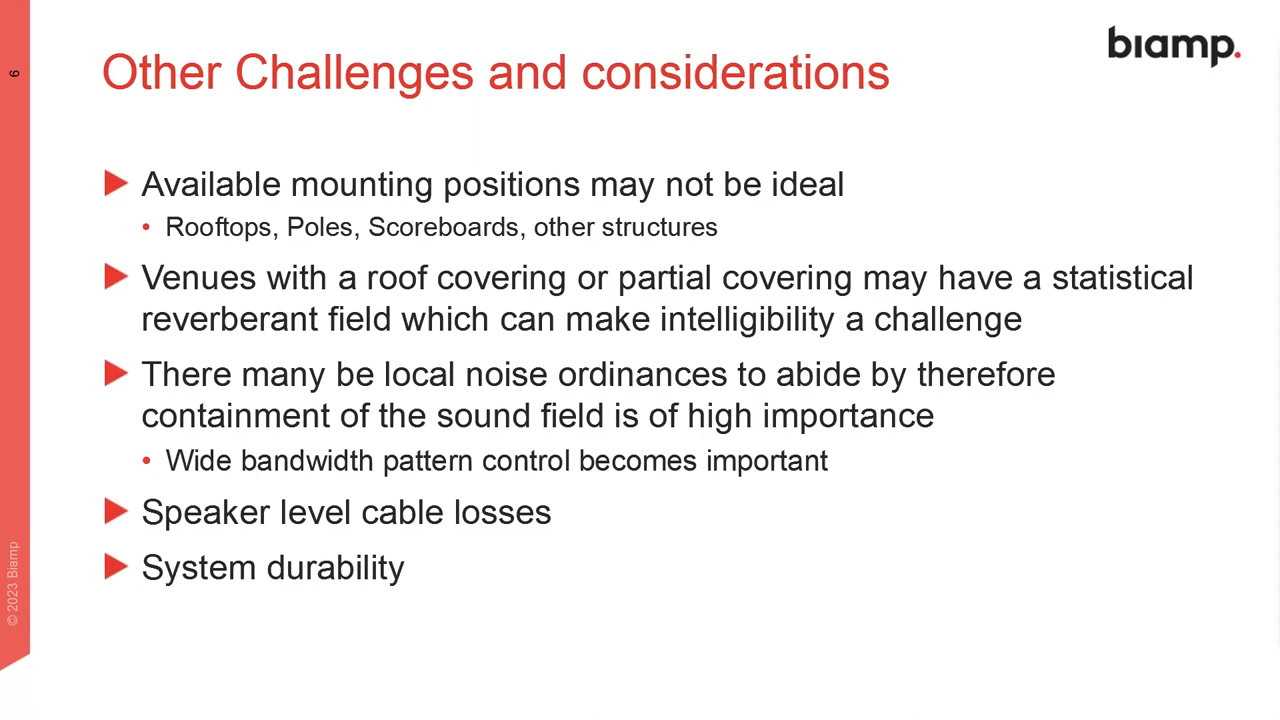 biamp.
6
Other Challenges and considerations
Available mounting positions may not be ideal
• Rooftops, Poles, Scoreboards, other structures
Venues with a roof covering or partial covering may have a statistical
reverberant field which can make intelligibility a challenge
There many be local noise ordinances to abide by therefore
containment of the sound field is of high importance
• Wide bandwidth pattern control becomes important
Speaker level cable losses
System durability
© 2023 Biamp